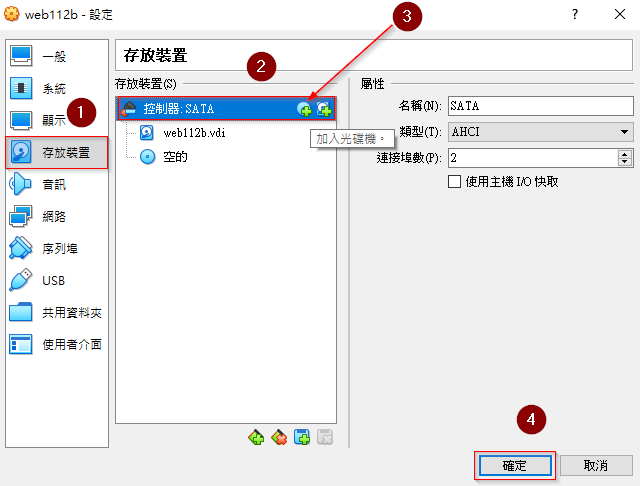 web112b - 設定
一般
系統
1
顯示
存放裝置
音訊
網路
序列埠
USB
共用資料夾
使用者介面
存放裝置
2
3
存放裝置(S)
控制器: SATA
web112b.vdi
空的
加入光碟機。
屬性
名稱(N): SATA
類型(T): AHCI
連接埠數(P): 2
使用主機 I/O 快取
4
確定
取消